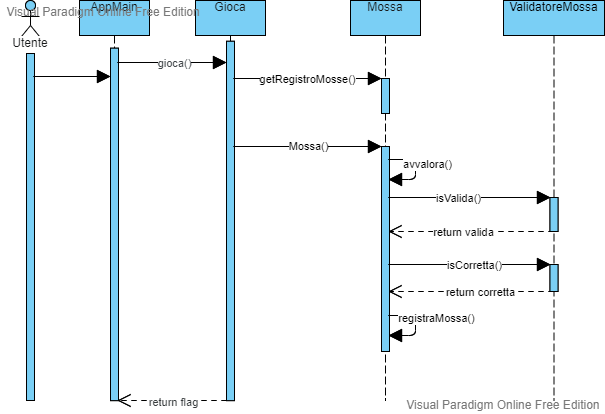 Visual Paradigm Online Free Edition
Utente
AppMain
Gioca
Mossa
ValidatoreMossa
gioca()
getRegistroMosse()
Mossa()
avvalora()
isValida()
return valida
isCorretta()
return corretta
registraMossa()
return flag
Visual Paradigm Online Free Edition